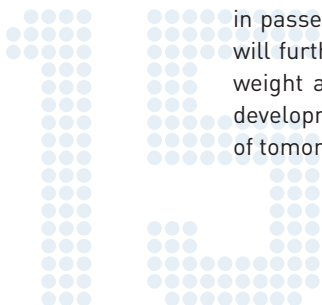 15
in passe
will furth
weight a
developm
of tomor